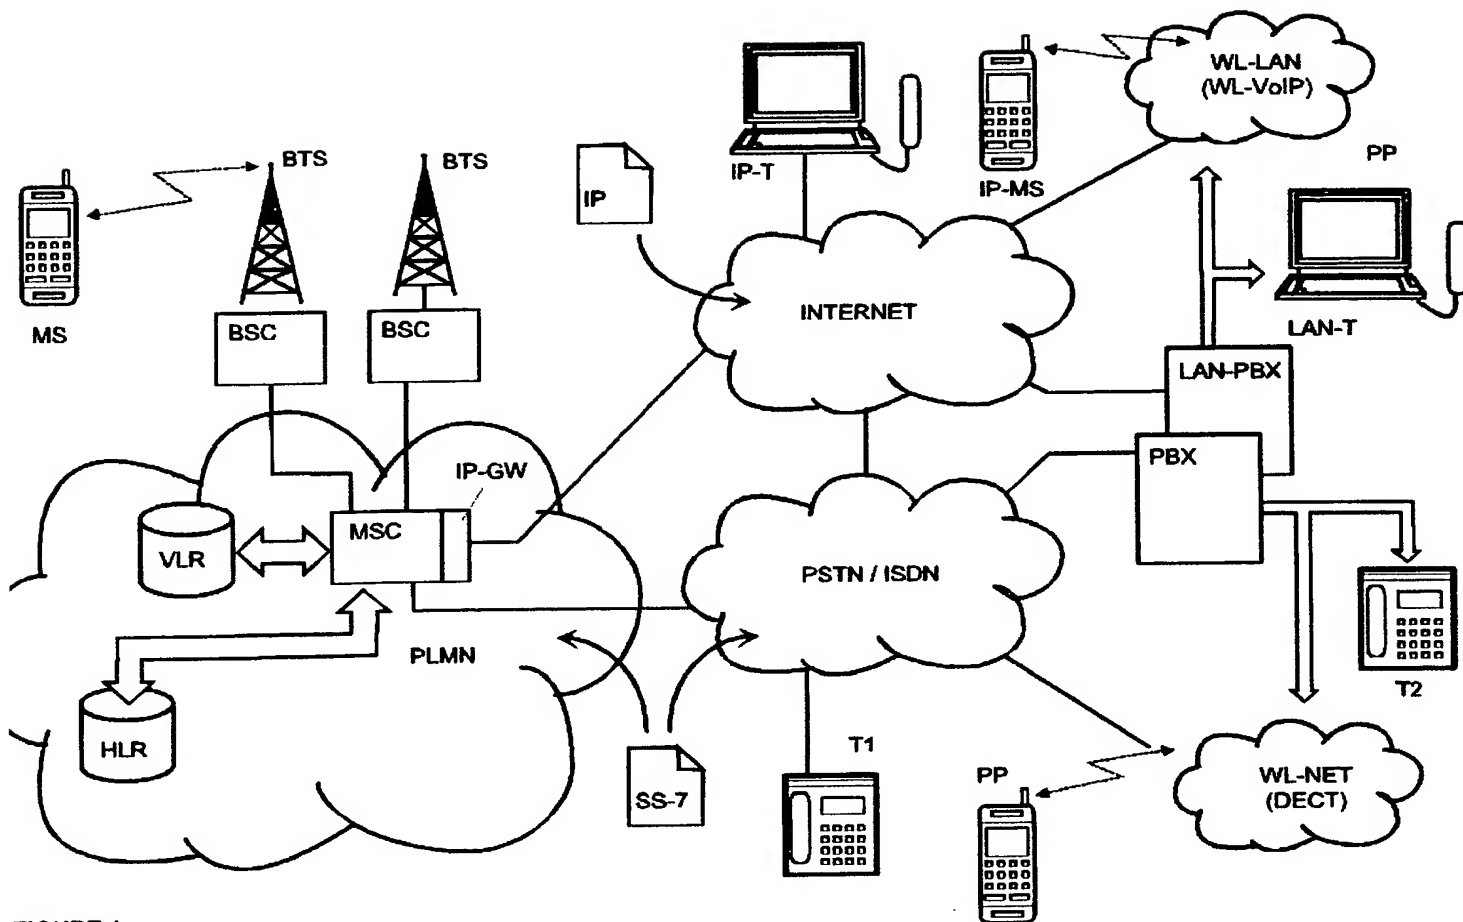 WL-LAN
(WL-VoIP)
BTS
BTS
IP-T
IP-MS
PP
IP
MS
BSC
BSC
INTERNET
LAN-T
LAN-PBX
IP-GW
PBX
VLR
MSC
PSTN / ISDN
PLMN
T2
HLR
T1
SS-7
PP
WL-NET
(DECT)